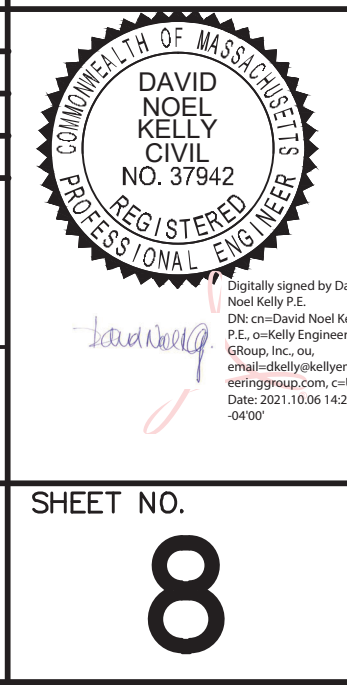 COMMONWEALTH OF MASSACHUSETTS
DAVID
NOEL
KELLY
CIVIL
NO. 37942
REGISTERED
PROFESSIONAL ENGINEER
Digitally signed by Da
Noel Kelly P.E.
DN: cn=David Noel Ke
P.E., o=Kelly Engineer
GRoup, Inc., ou,
email=dkelly@kellyen
eeringgroup.com, c=U
Date: 2021.10.06 14:2
-04'00'
SHEET NO.
8